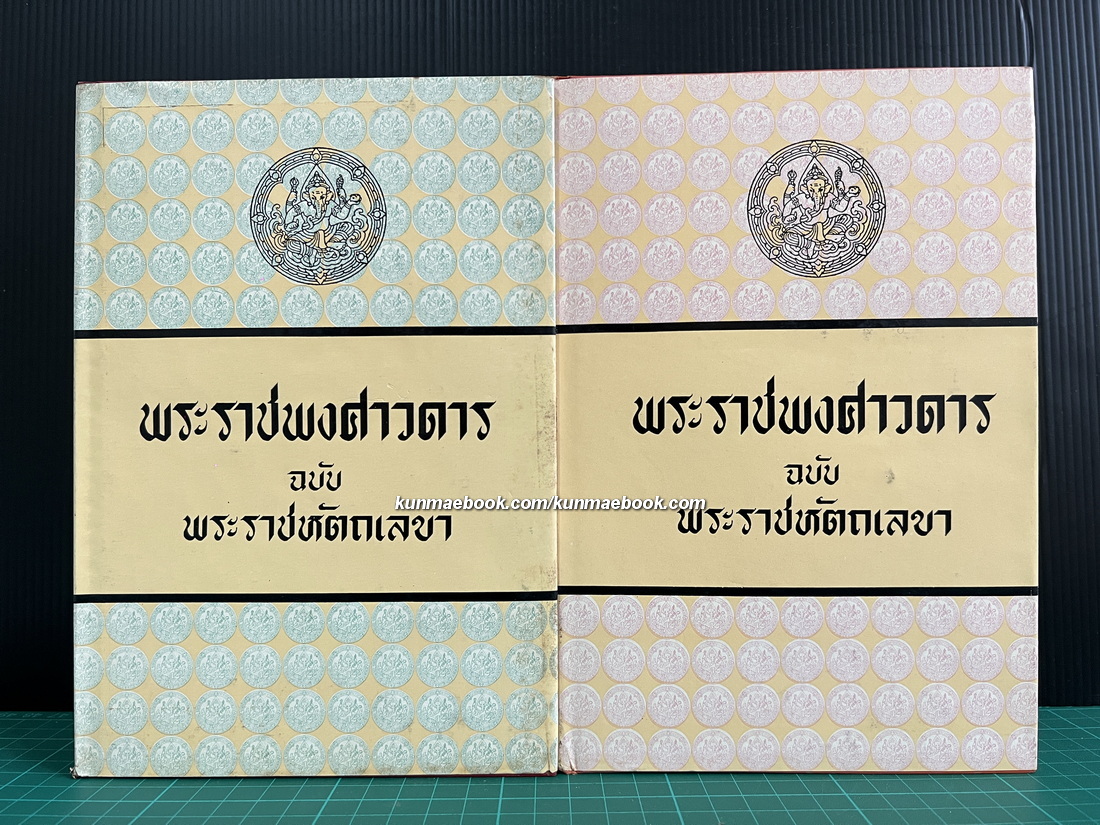 พระราชพงศาวดาร
ฉบับ
พระราชหัตถเลขา
พระราชพงศาวดาร
ฉบับ
พระราชหัตถเลขา
kunmaebook.com/kunmaebook.com